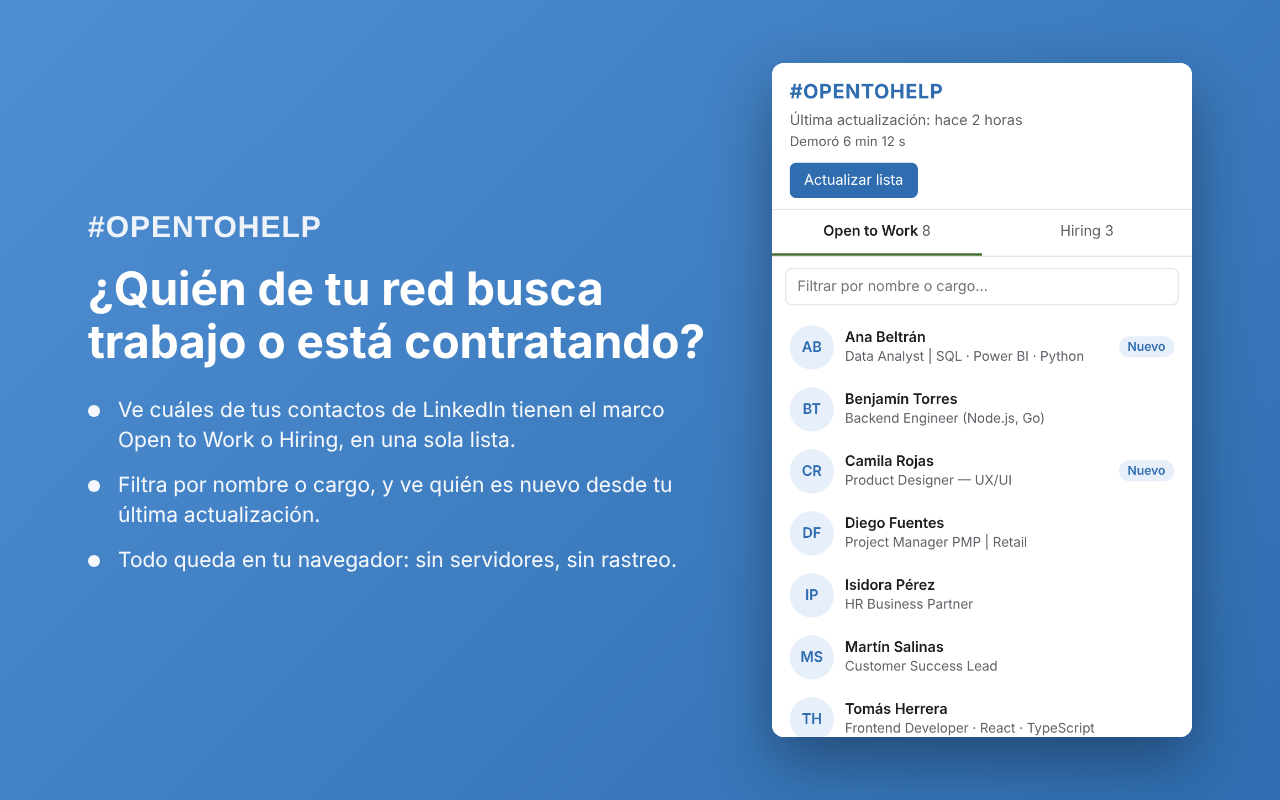 #OPENTOHELP
¿Quién de tu red busca
trabajo o está contratando?
Ve cuáles de tus contactos de LinkedIn tienen el marco
Open to Work o Hiring, en una sola lista.
Filtra por nombre o cargo, y ve quién es nuevo desde tu
última actualización.
Todo queda en tu navegador: sin servidores, sin rastreo.
#OPENTOHELP
Última actualización: hace 2 horas
Demoró 6 min 12 s
Actualizar lista
Open to Work 8
Hiring 3
Filtrar por nombre o cargo...
AB
Ana Beltrán
Data Analyst | SQL · Power BI · Python
Nuevo
BT
Benjamín Torres
Backend Engineer (Node.js, Go)
CR
Camila Rojas
Product Designer — UX/UI
Nuevo
DF
Diego Fuentes
Project Manager PMP | Retail
IP
Isidora Pérez
HR Business Partner
MS
Martín Salinas
Customer Success Lead
TH
Tomás Herrera
Frontend Developer · React · TypeScript